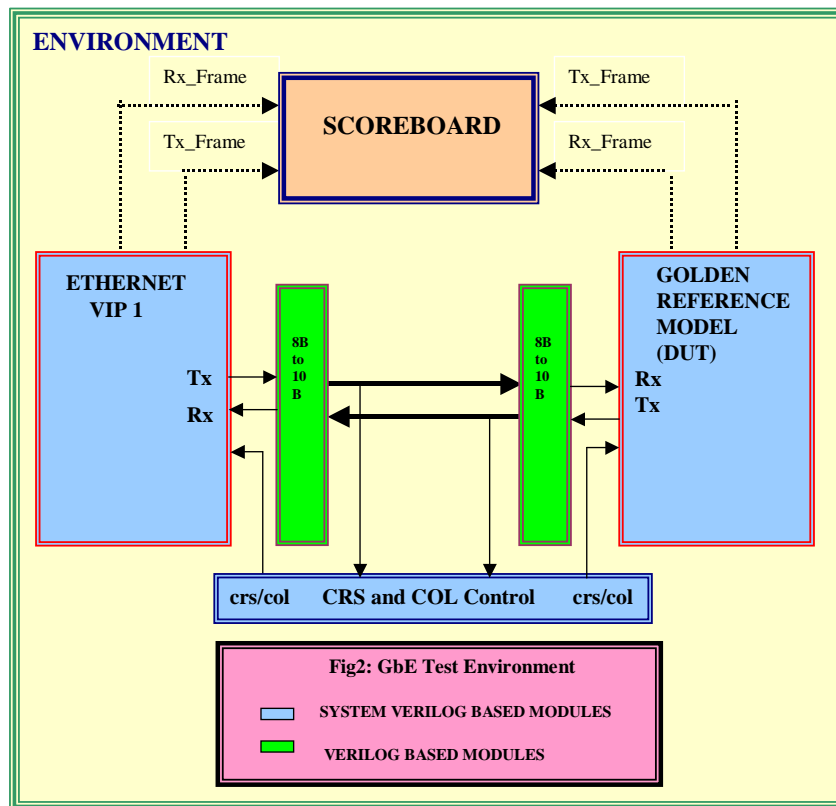 ENVIRONMENT
Rx_Frame
Tx_Frame
SCOREBOARD
Tx_Frame
Rx_Frame
ETHERNET
VIP 1
Tx
Rx
8B
to
10
B
8B
to
10
B
GOLDEN
REFERENCE
MODEL
(DUT)
Rx
Tx
crs/col CRS and COL Control crs/col
Fig2: GbE Test Environment
SYSTEM VERILOG BASED MODULES
VERILOG BASED MODULES